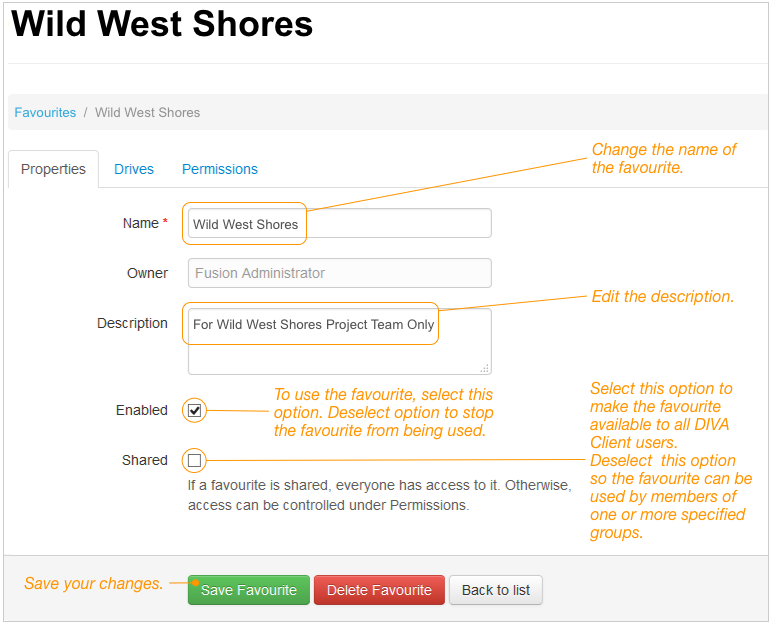 Wild West Shores
Favourites / Wild West Shores
Properties
Drives
Permissions
Change the name of
the favourite.
Name *
Wild West Shores
Owner
Fusion Administrator
Edit the description.
Description
For Wild West Shores Project Team Only
Enabled
To use the favourite, select this
option. Deselect option to stop
the favourite from being used.
Select this option to
make the favourite
available to all DIVA
Client users.
Deselect  this option
so the favourite can be
used by members of
one or more specified
groups.
Shared
If a favourite is shared, everyone has access to it. Otherwise,
access can be controlled under Permissions.
Save your changes.
Save Favourite
Delete Favourite
Back to list